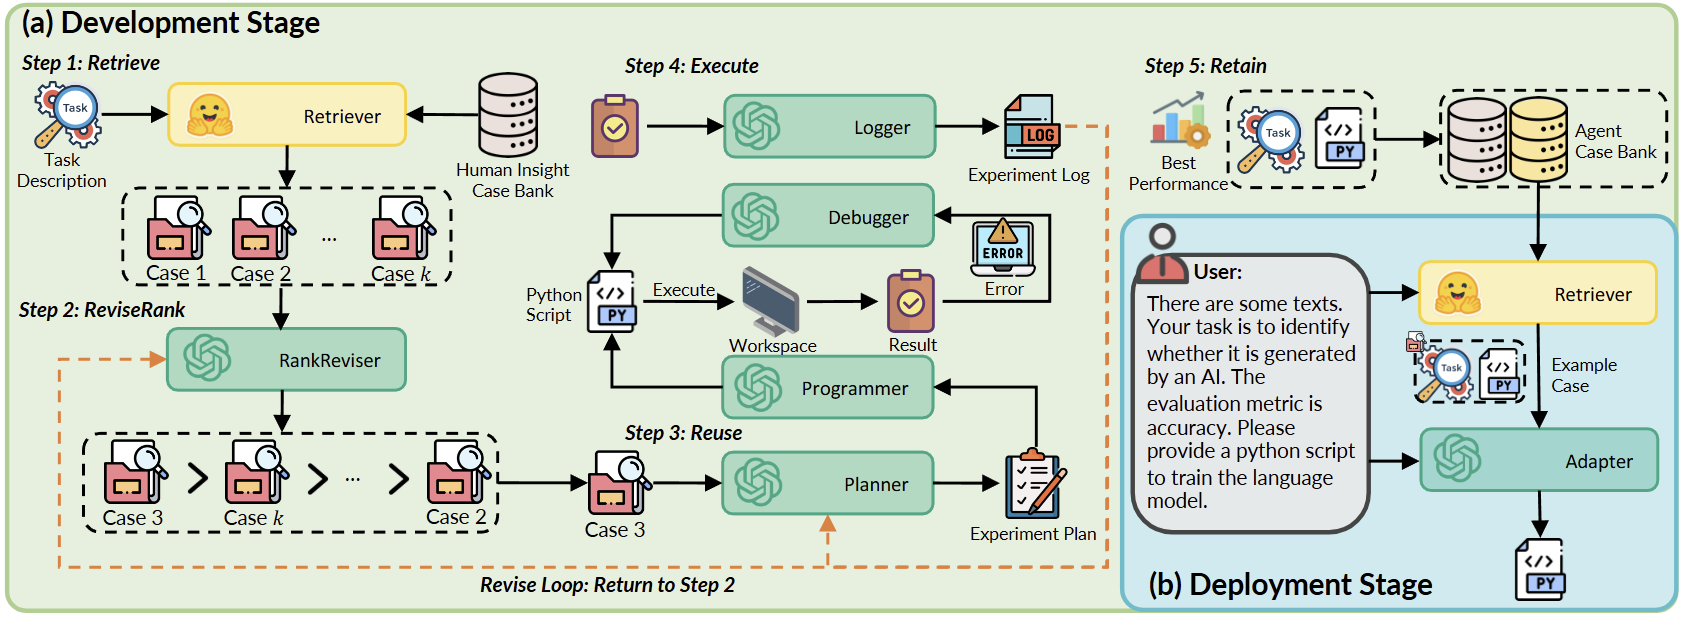 (a) Development Stage
Step 1: Retrieve
Task
Task
Description
Retriever
Human Insight
Case Bank
Case 1
Case 2
...
Case k
Step 2: ReviseRank
RankReviser
Case 3
>
Case k
>
...
>
Case 2
Case 3
Step 3: Reuse
Planner
Experiment Plan
Programmer
Python
Script
</>
PY
Execute
Workspace
Result
Error
ERROR
Debugger
Step 4: Execute
Logger
LOG
Experiment Log
Revise Loop: Return to Step 2
Step 5: Retain
Best
Performance
Task
</>
PY
Agent
Case Bank
User:
There are some texts.
Your task is to identify
whether it is generated
by an AI. The
evaluation metric is
accuracy. Please
provide a python script
to train the language
model.
Retriever
Task
</>
PY
Example
Case
Adapter
</>
PY
(b) Deployment Stage